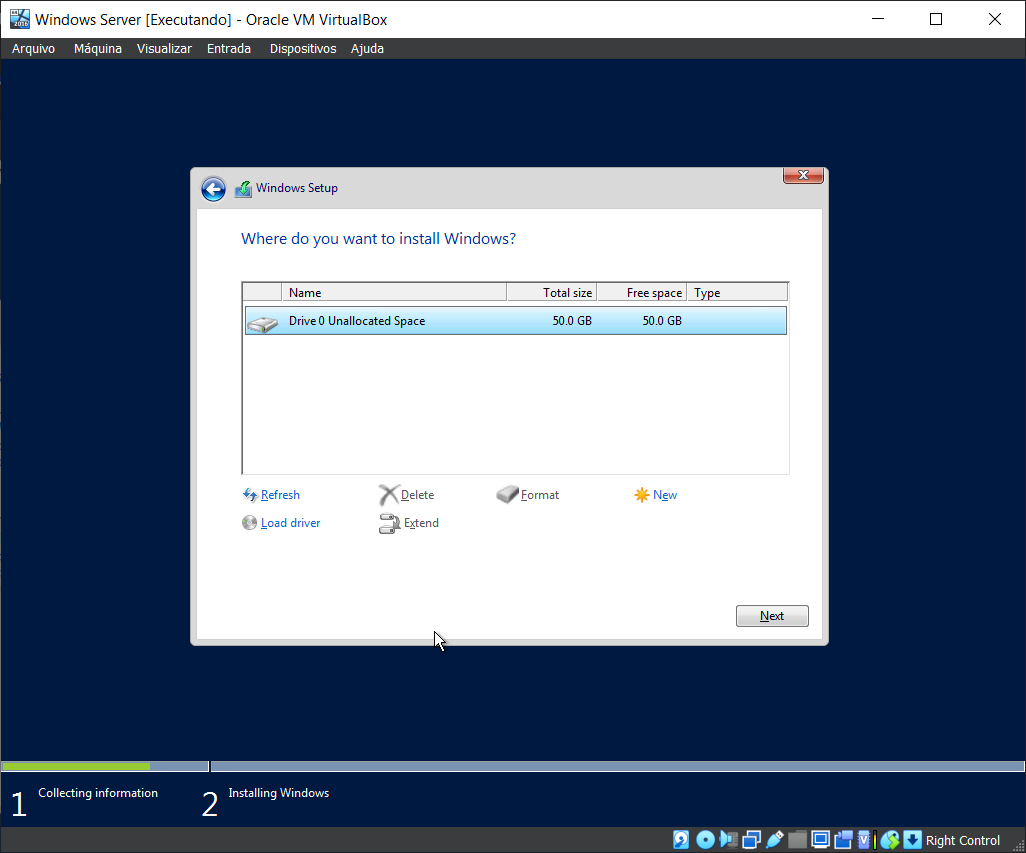 Windows Server [Executando] - Oracle VM VirtualBox
Arquivo Máquina Visualizar Entrada Dispositivos Ajuda
Windows Setup
Where do you want to install Windows?
Name Total size Free space Type
Drive 0 Unallocated Space 50.0 GB 50.0 GB
Refresh Delete Format New
Load driver Extend
Next
1 Collecting information 2 Installing Windows
Right Control